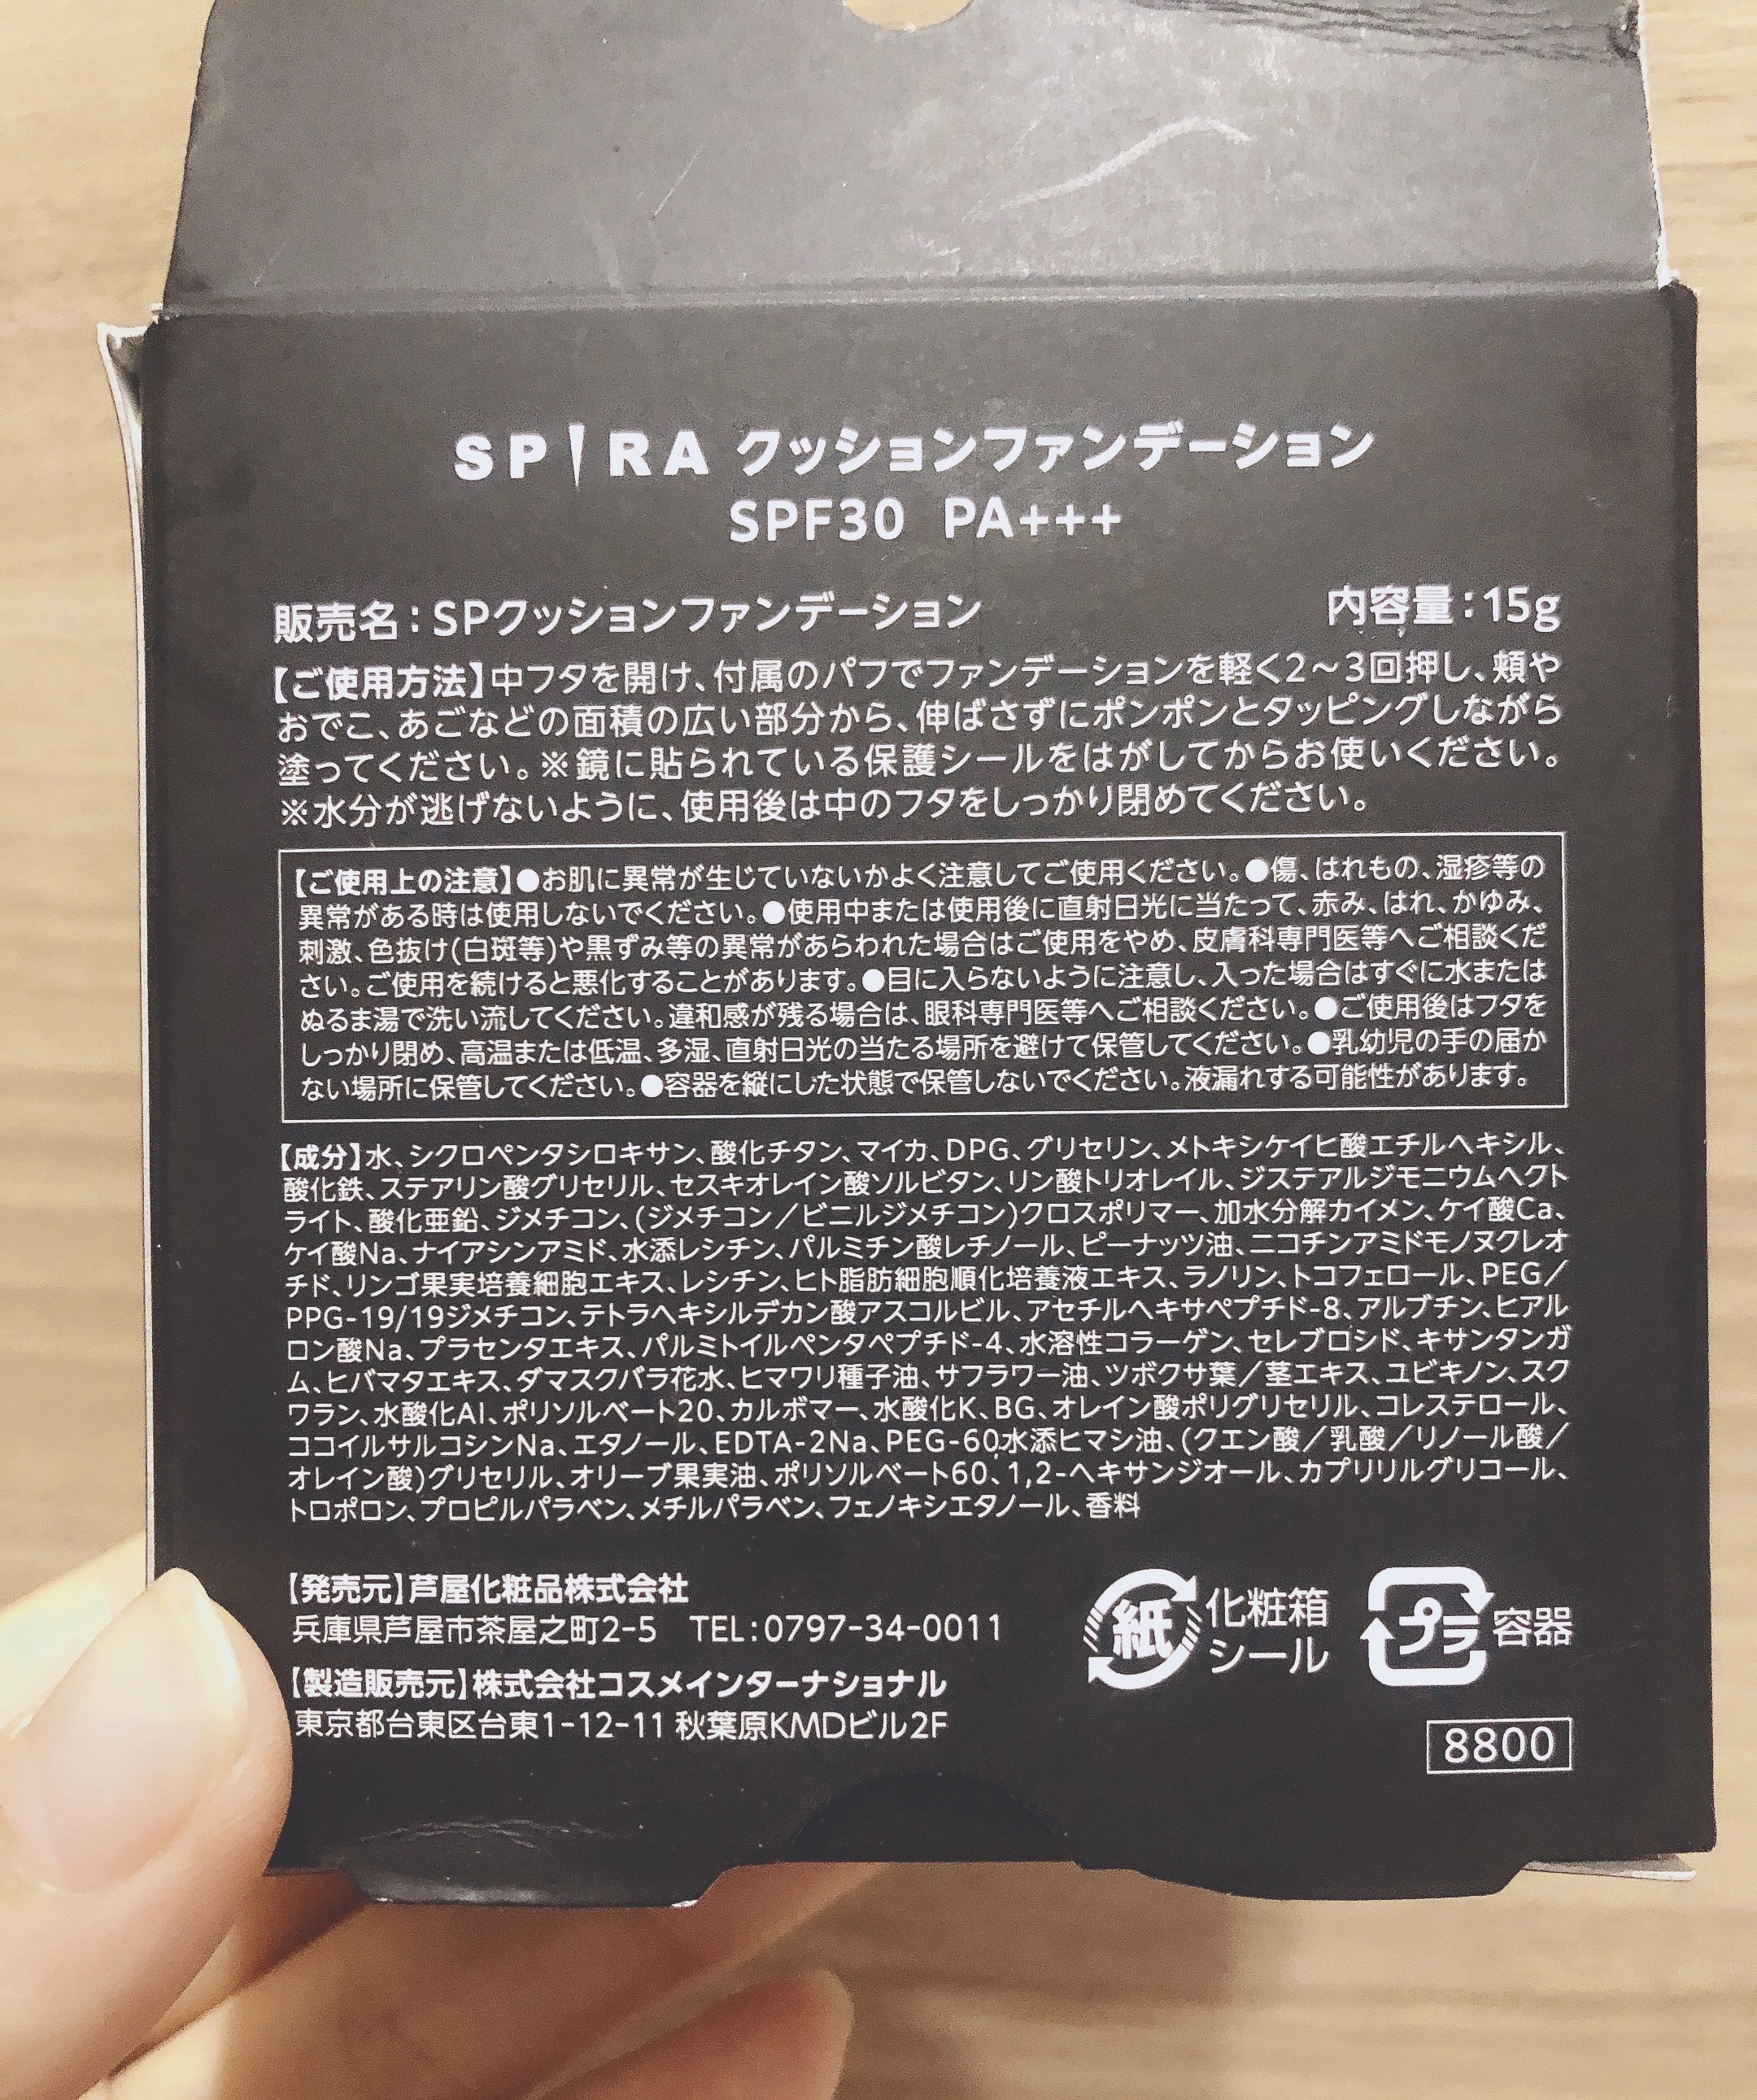 SPIRA クッションファンデーション
SPF30 PA+++
販売名:SPクッションファンデーション 内容量:15g
【ご使用方法】中フタを開け、付属のパフでファンデーションを軽く2~3回押し、頬や
おでこ、あごなどの面積の広い部分から、伸ばさずにポンポンとタッピングしながら
塗ってください。※鏡に貼られている保護シールをはがしてからお使いください。
※水分が逃げないように、使用後は中のフタをしっかり閉めてください。
【ご使用上の注意】●お肌に異常が生じていないかよく注意してご使用ください。●傷、はれもの、湿疹等の
異常がある時は使用しないでください。●使用中または使用後に直射日光に当たって、赤み、はれ、かゆみ、
刺激、色抜け(白斑等)や黒ずみ等の異常があらわれた場合はご使用をやめ、皮膚科専門医等へご相談くだ
さい。ご使用を続けると悪化することがあります。●目に入らないように注意し、入った場合はすぐに水または
ぬるま湯で洗い流してください。違和感が残る場合は、眼科専門医等へご相談ください。●ご使用後はフタを
しっかり閉め、高温または低温、多湿、直射日光の当たる場所を避けて保管してください。●乳幼児の手の届か
ない場所に保管してください。●容器を縦にした状態で保管しないでください。液漏れする可能性があります。
【成分】水、シクロペンタシロキサン、酸化チタン、マイカ、DPG、グリセリン、メトキシケイヒ酸エチルヘキシル、
酸化鉄、ステアリン酸グリセリル、セスキオレイン酸ソルビタン、リン酸トリオレイル、ジステアルジモニウムヘクト
ライト、酸化亜鉛、ジメチコン、(ジメチコン/ビニルジメチコン)クロスポリマー、加水分解カイメン、ケイ酸Ca、
ケイ酸Na、ナイアシンアミド、水添レシチン、パルミチン酸レチノール、ピーナッツ油、ニコチンアミドモノヌクレオ
チド、リンゴ果実培養細胞エキス、レシチン、ヒト脂肪細胞順化培養液エキス、ラノリン、トコフェロール、PEG/
PPG-19/19ジメチコン、テトラヘキシルデカン酸アスコルビル、アセチルヘキサペプチド-8、アルブチン、ヒアル
ロン酸Na、プラセンタエキス、パルミトイルペンタペプチド-4、水溶性コラーゲン、セレブロシド、キサンタンガ
ム、ヒバマタエキス、ダマスクバラ花水、ヒマワリ種子油、サフラワー油、ツボクサ葉/茎エキス、ユビキノン、スク
ワラン、水酸化Al、ポリソルベート20、カルボマー、水酸化K、BG、オレイン酸ポリグリセリル、コレステロール、
ココイルサルコシンNa、エタノール、EDTA-2Na、PEG-60水添ヒマシ油、(クエン酸/乳酸/リノール酸/
オレイン酸)グリセリル、オリーブ果実油、ポリソルベート60、1,2-ヘキサンジオール、カプリリルグリコール、
トロポロン、プロピルパラベン、メチルパラベン、フェノキシエタノール、香料
【発売元】芦屋化粧品株式会社
兵庫県芦屋市茶屋之町2-5 TEL:0797-34-0011
【製造販売元】株式会社コスメインターナショナル
東京都台東区台東1-12-11 秋葉原KMDビル2F
紙 化粧箱
シール
プラ 容器
8800